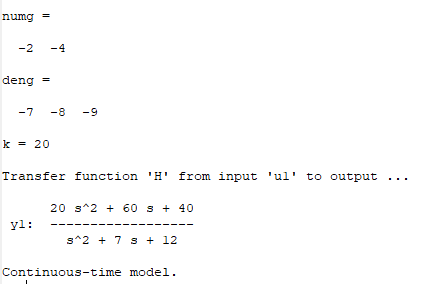 numg =
-2 -4
deng =
-7 -8 -9
k = 20
Transfer function 'H' from input 'u1' to output ...
20 s^2 + 60 s + 40
y1: ------------------
s^2 + 7 s + 12
Continuous-time model.